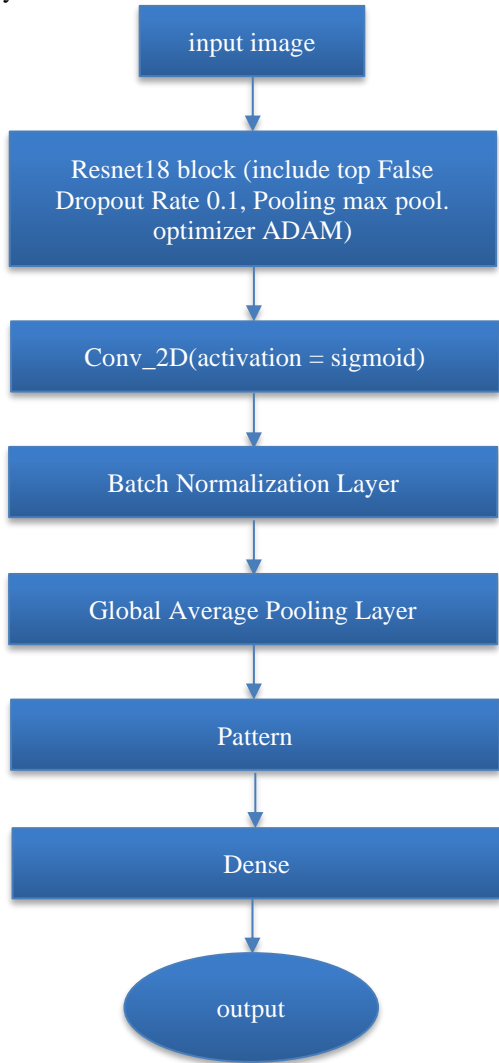 input image
Resnet18 block (include top False
Dropout Rate 0.1, Pooling max pool.
optimizer ADAM)
Conv_2D(activation = sigmoid)
Batch Normalization Layer
Global Average Pooling Layer
Pattern
Dense
output